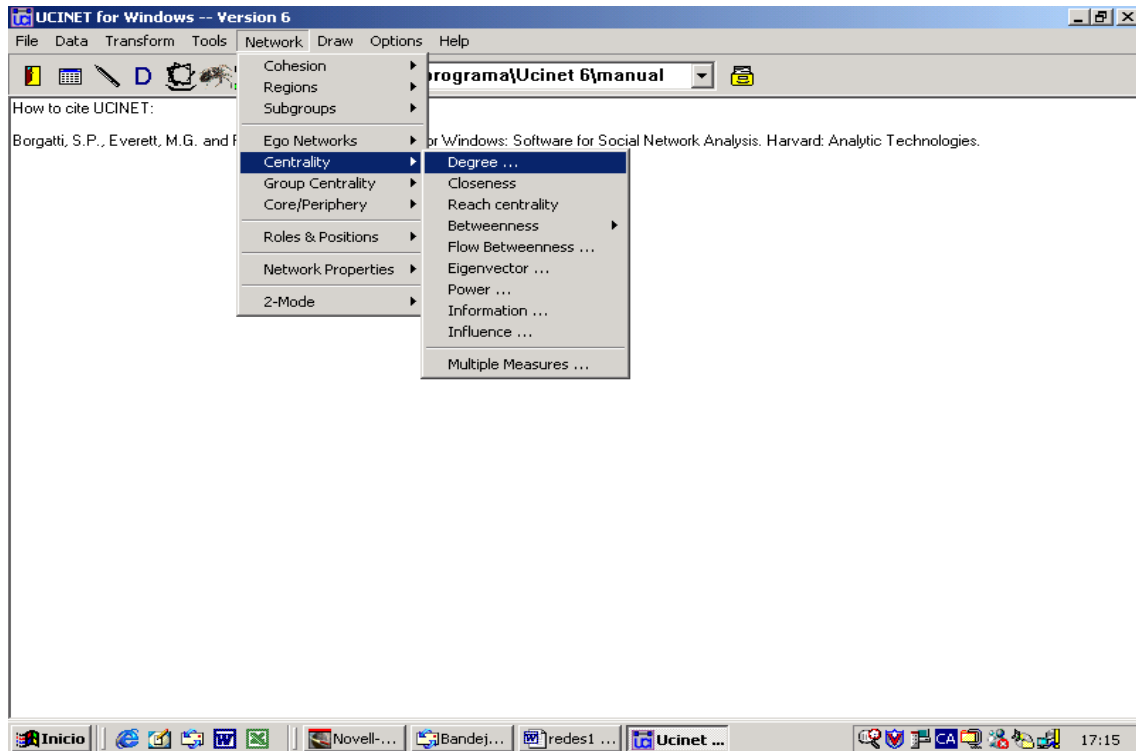 UCINET for Windows -- Version 6
File Data Transform Tools Network Draw Options Help
D
programa\Ucinet 6\manual
How to cite UCINET:
Borgatti, S.P., Everett, M.G. and
or Windows: Software for Social Network Analysis. Harvard: Analytic Technologies.
Cohesion
Regions
Subgroups
Ego Networks
Centrality
Group Centrality
Core/Periphery
Roles & Positions
Network Properties
2-Mode
Degree ...
Closeness
Reach centrality
Betweenness
Flow Betweenness ...
Eigenvector ...
Power ...
Information ...
Influence ...
Multiple Measures ...
Inicio Novell-... Bandej... redes1 ... Ucinet ... CA 17:15